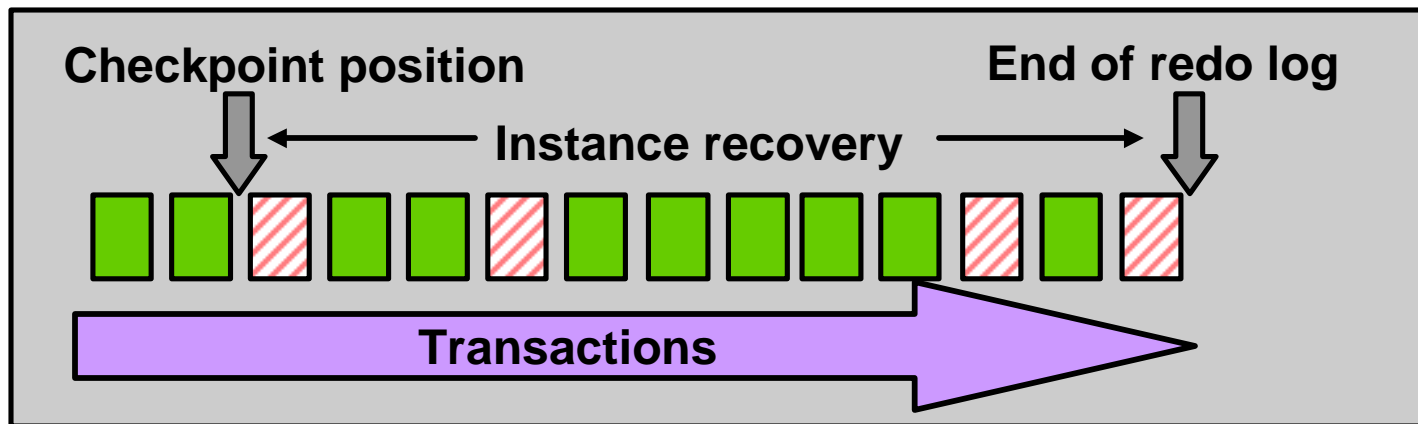 Checkpoint position
End of redo log
Instance recovery
Transactions